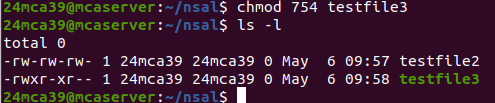 24mca39@mcaserver:~/nsal$ chmod 754 testfile3
24mca39@mcaserver:~/nsal$ ls -l
total 0
-rw-rw-rw- 1 24mca39 24mca39 0 May  6 09:57 testfile2
-rwxr-xr-- 1 24mca39 24mca39 0 May  6 09:58 testfile3
24mca39@mcaserver:~/nsal$